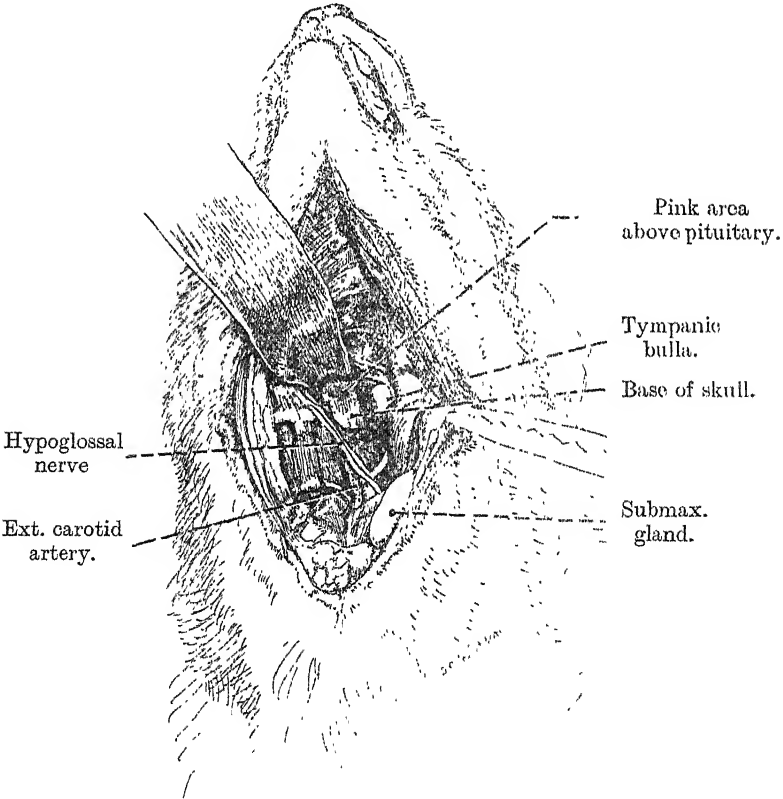 Pink area
above pituitary.
Tympanic
bulla.
Base of skull.
Hypoglossal
nerve
Ext. carotid
artery.
Submax.
gland.